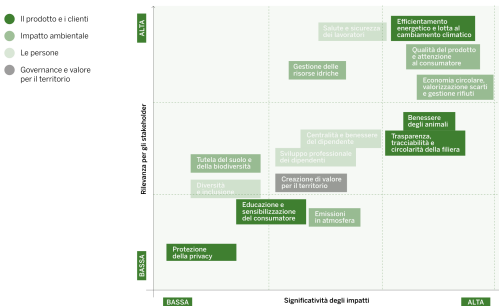 Il prodotto e i clienti
Impatto ambientale
Le persone
Governance e valore
per il territorio
ALTA
Rilevanza per gli stakeholder
BASSA
Salute e sicurezza
dei lavoratori
Efficientamento
energetico e lotta al
cambiamento climatico
Qualità del prodotto
e attenzione
al consumatore
Gestione delle
risorse idriche
Economia circolare,
valorizzazione scarti
e gestione rifiuti
Benessere
degli animali
Centralità e benessere
del dipendente
Trasparenza,
tracciabilità e
circolarità della filiera
Sviluppo professionale
dei dipendenti
Tutela del suolo e
della biodiversità
Creazione di valore
per il territorio
Diversità
e inclusione
Educazione e
sensibilizzazione
del consumatore
Emissioni
in atmosfera
Protezione
della privacy
BASSA
Significatività degli impatti
ALTA